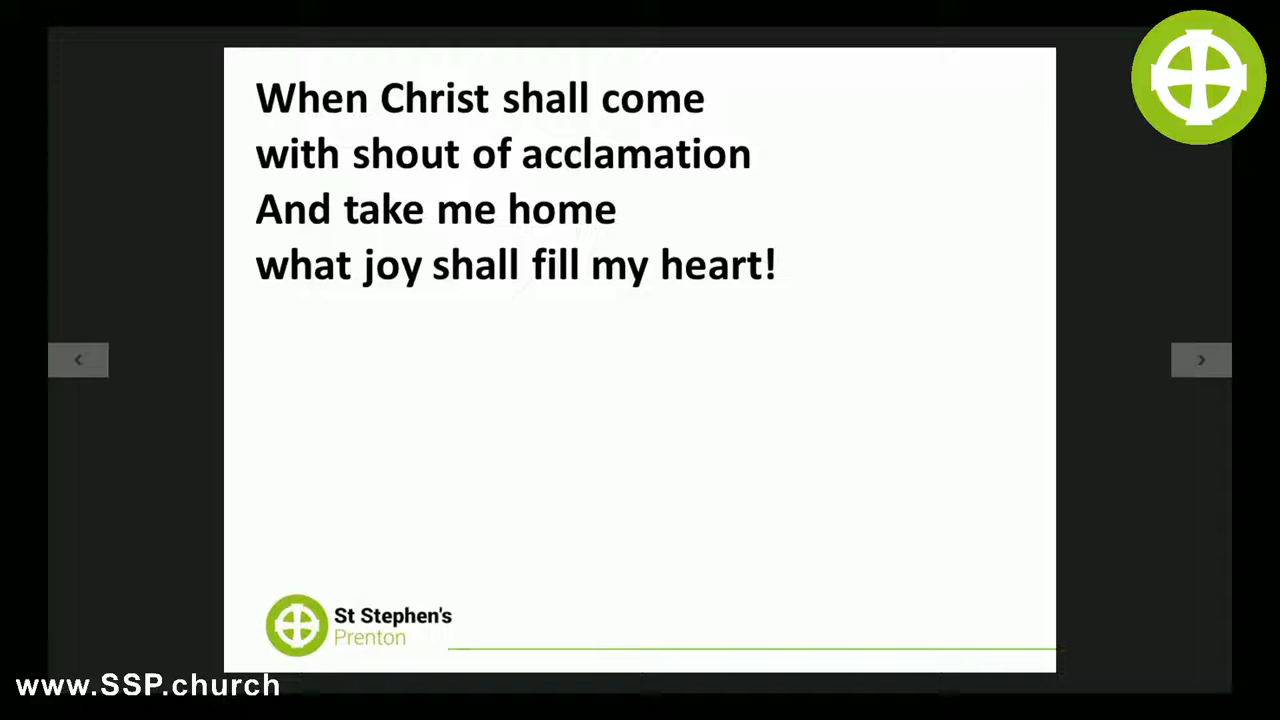 When Christ shall come
with shout of acclamation
And take me home
what joy shall fill my heart!
St Stephen's
Prenton
www.SSP.church